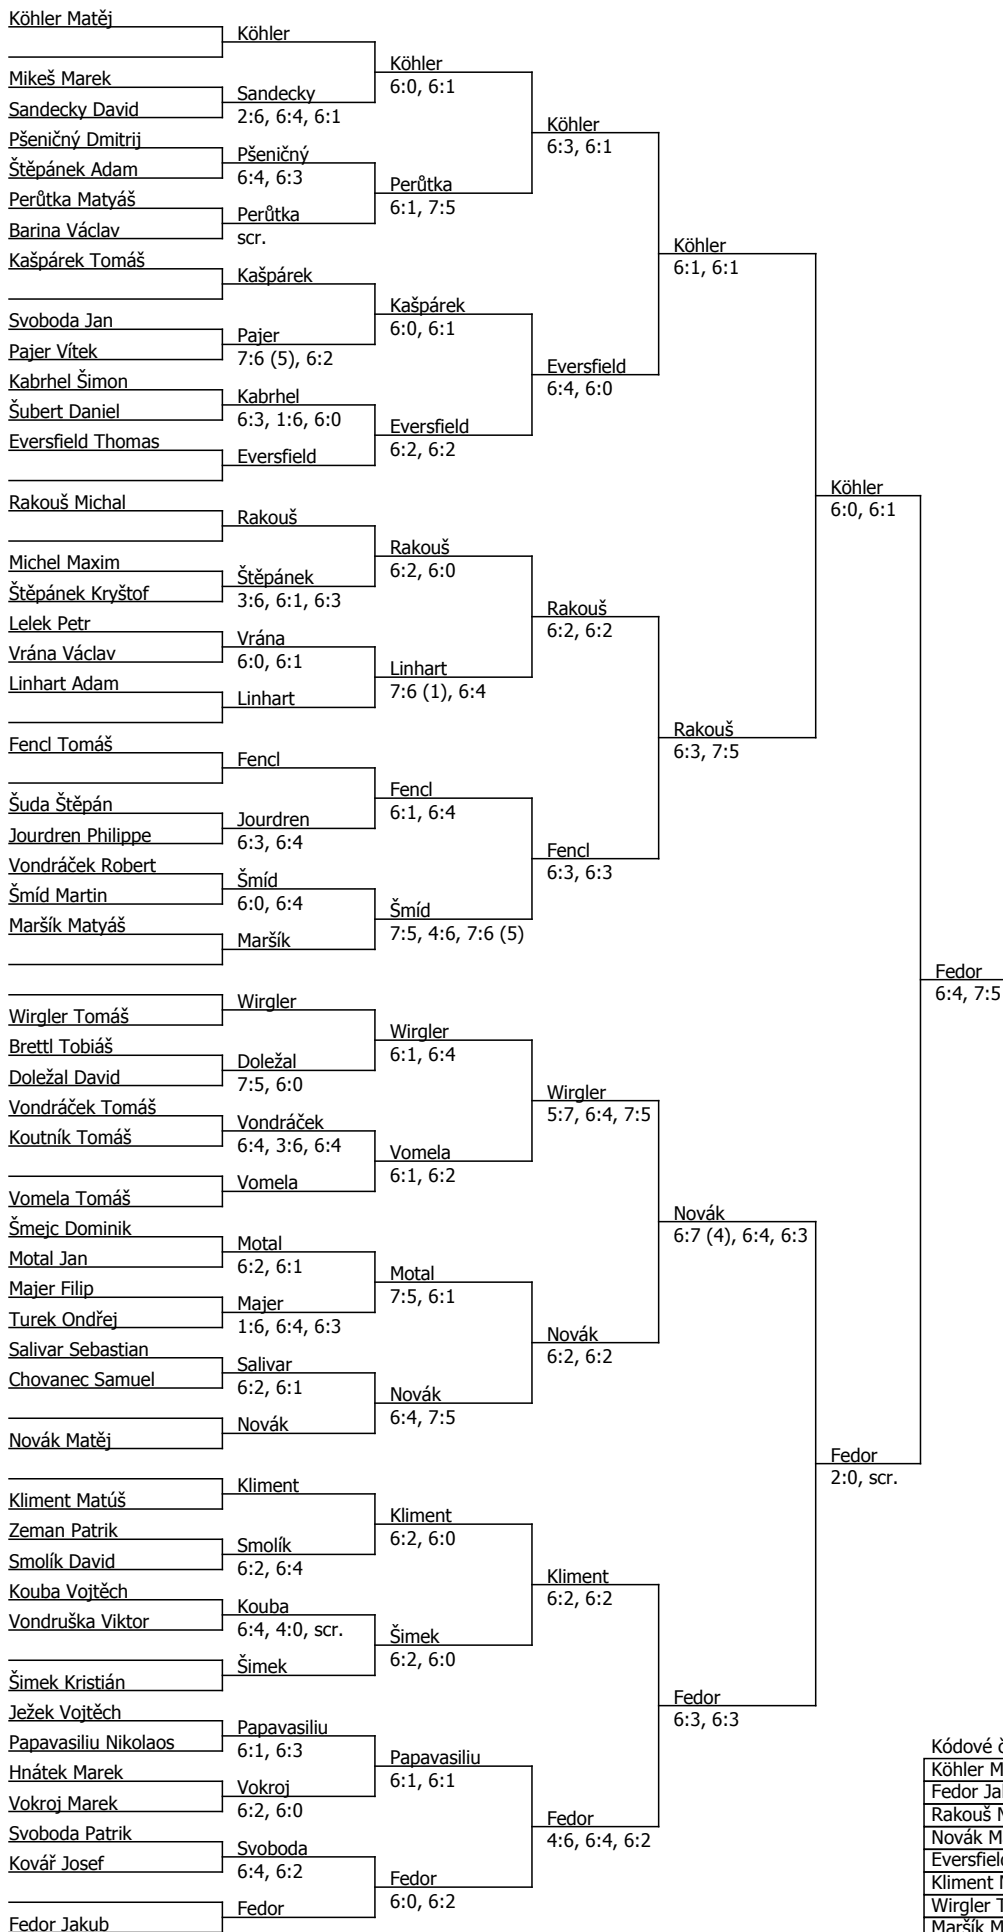 Köhler Matěj
Mikeš Marek
Sandecky David
Pšeničný Dmitrij
Štěpánek Adam
Perůtka Matyáš
Barina Václav
Kašpárek Tomáš
Svoboda Jan
Pajer Vítek
Kabrhel Šimon
Šubert Daniel
Eversfield Thomas
Rakouš Michal
Michel Maxim
Štěpánek Kryštof
Lelek Petr
Vrána Václav
Linhart Adam
Fencl Tomáš
Šuda Štěpán
Jourdren Philippe
Vondráček Robert
Šmíd Martin
Maršík Matyáš
Wirgler Tomáš
Brettl Tobiáš
Doležal David
Vondráček Tomáš
Koutník Tomáš
Vomela Tomáš
Šmejc Dominik
Motal Jan
Majer Filip
Turek Ondřej
Salivar Sebastian
Chovanec Samuel
Novák Matěj
Kliment Matúš
Zeman Patrik
Smolík David
Kouba Vojtěch
Vondruška Viktor
Šimek Kristián
Ježek Vojtěch
Papavasiliu Nikolaos
Hnátek Marek
Vokroj Marek
Svoboda Patrik
Kovář Josef
Fedor Jakub
Köhler
Sandecky
2:6, 6:4, 6:1
Pšeničný
6:4, 6:3
Perůtka
scr.
Kašpárek
Pajer
7:6 (5), 6:2
Kabrhel
6:3, 1:6, 6:0
Eversfield
Rakouš
Štěpánek
3:6, 6:1, 6:3
Vrána
6:0, 6:1
Linhart
Fencl
Jourdren
6:3, 6:4
Šmíd
6:0, 6:4
Maršík
Wirgler
Doležal
7:5, 6:0
Vondráček
6:4, 3:6, 6:4
Vomela
Motal
6:2, 6:1
Majer
1:6, 6:4, 6:3
Salivar
6:2, 6:1
Novák
Kliment
Smolík
6:2, 6:4
Kouba
6:4, 4:0, scr.
Šimek
Papavasiliu
6:1, 6:3
Vokroj
6:2, 6:0
Svoboda
6:4, 6:2
Fedor
Köhler
6:0, 6:1
Perůtka
6:1, 7:5
Kašpárek
6:0, 6:1
Eversfield
6:2, 6:2
Rakouš
6:2, 6:0
Linhart
7:6 (1), 6:4
Fencl
6:1, 6:4
Šmíd
7:5, 4:6, 7:6 (5)
Wirgler
6:1, 6:4
Vomela
6:1, 6:2
Motal
7:5, 6:1
Novák
6:4, 7:5
Kliment
6:2, 6:0
Šimek
6:2, 6:0
Papavasiliu
6:1, 6:1
Fedor
6:0, 6:2
Köhler
6:3, 6:1
Eversfield
6:4, 6:0
Rakouš
6:2, 6:2
Fencl
6:3, 6:3
Wirgler
5:7, 6:4, 7:5
Novák
6:2, 6:2
Kliment
6:2, 6:2
Fedor
4:6, 6:4, 6:2
Köhler
6:1, 6:1
Rakouš
6:3, 7:5
Novák
6:7 (4), 6:4, 6:3
Fedor
6:3, 6:3
Köhler
6:0, 6:1
Fedor
2:0, scr.
Fedor
6:4, 7:5
Kódové
Köhler
Fedor
Rakouš
Novák
Kliment
Wirgler
Maršík